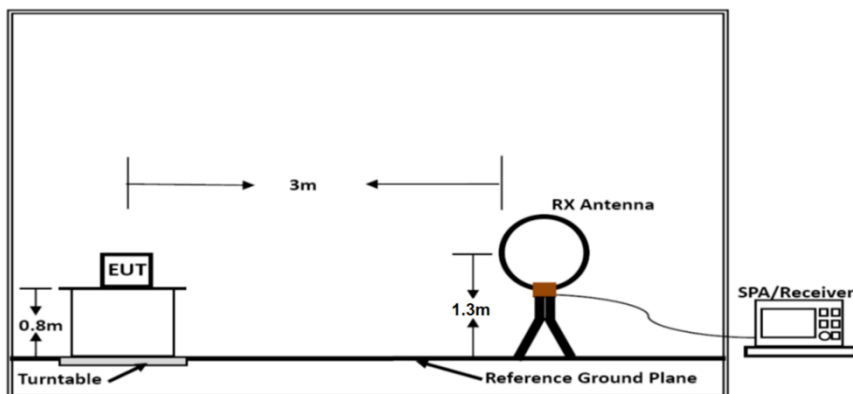 3m
RX Antenna
EUT
SPA/Receiver
0.8m
1.3m
Turntable
Reference Ground Plane